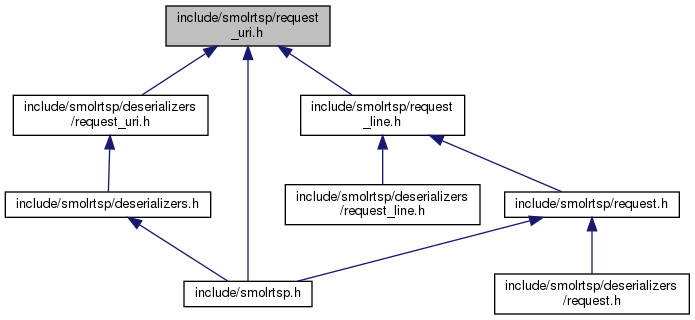 include/smolrtsp/request
_uri.h
include/smolrtsp/deserializers
/request_uri.h
include/smolrtsp/request
_line.h
include/smolrtsp/deserializers.h
include/smolrtsp/deserializers
/request_line.h
include/smolrtsp/request.h
include/smolrtsp.h
include/smolrtsp/deserializers
/request.h